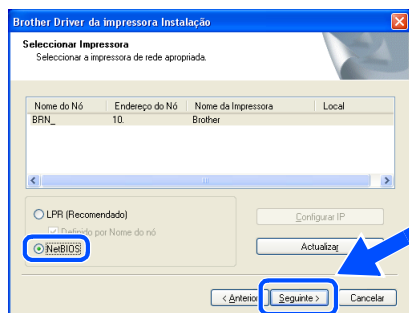 Brother Driver da impressora Instalação
Seleccionar Impressora
Seleccionar a impressora de rede apropriada.
Nome do Nó Endereço do Nó Nome da Impressora Local
BRN_ 10. Brother
LPR (Recomendado)
Definido por Nome do nó
NetBIOS
Configurar IP
Actualizar
< Anterior Seguinte > Cancelar